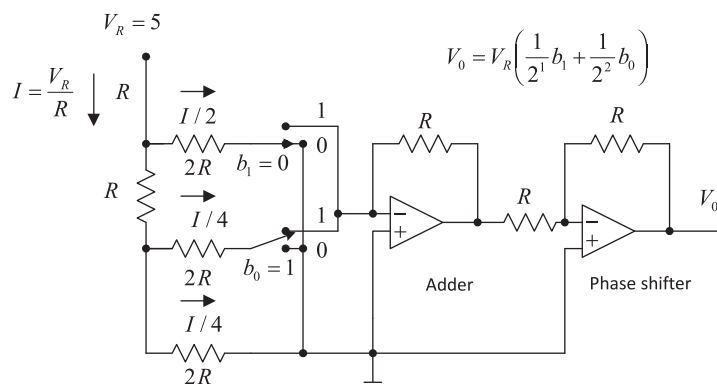 V_R = 5
V_0 = V_R(1/2^1 b_1 + 1/2^2 b_0)
I = V_R/R
R
I / 2
2R
b_1 = 0
1
0
R
R
R
I / 4
2R
b_0 = 1
1
0
R
V_0
−
+
−
+
Adder
Phase shifter
I / 4
2R